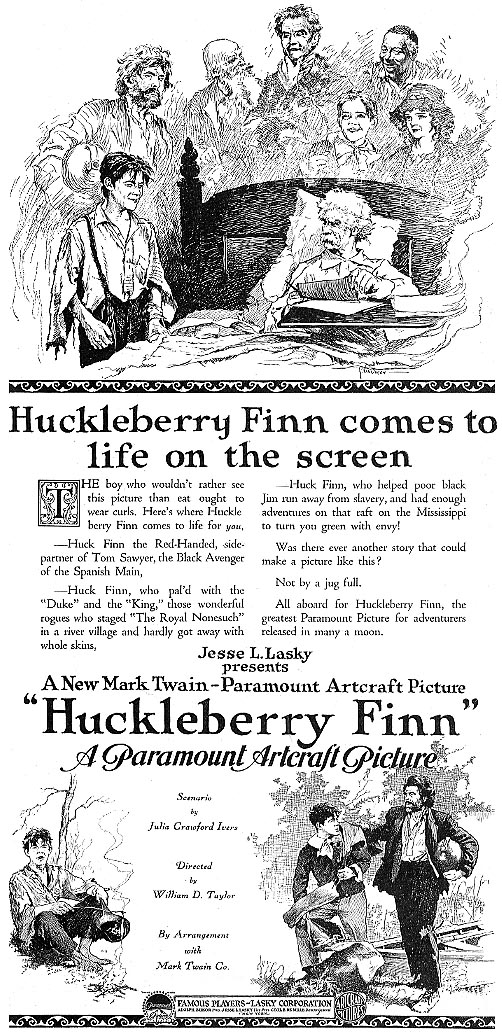 Huckleberry Finn comes to
life on the screen
THE boy who wouldn't rather see
this picture than eat ought to
wear curls. Here's where Huckle
berry Finn comes to life for you,
—Huck Finn the Red-Handed, side-
partner of Tom Sawyer, the Black Avenger
of the Spanish Main,
—Huck Finn, who pal'd with the
"Duke" and the "King," those wonderful
rogues who staged "The Royal Nonesuch"
in a river village and hardly got away with
whole skins,
—Huck Finn, who helped poor black
Jim run away from slavery, and had enough
adventures on that raft on the Mississippi
to turn you green with envy!
Was there ever another story that could
make a picture like this?
Not by a jug full.
All aboard for Huckleberry Finn, the
greatest Paramount Picture for adventurers
released in many a moon.
Jesse L. Lasky
presents
A New Mark Twain-Paramount Artcraft Picture
"Huckleberry Finn"
A Paramount Artcraft Picture
Scenario
by
Julia Crawford Ivers
Directed
by
William D. Taylor
By Arrangement
with
Mark Twain Co.
FAMOUS PLAYERS-LASKY CORPORATION
ADOLPH ZUKOR Pres. JESSE L. LASKY Vice Pres. CECIL B. DE MILLE Director General
NEW YORK